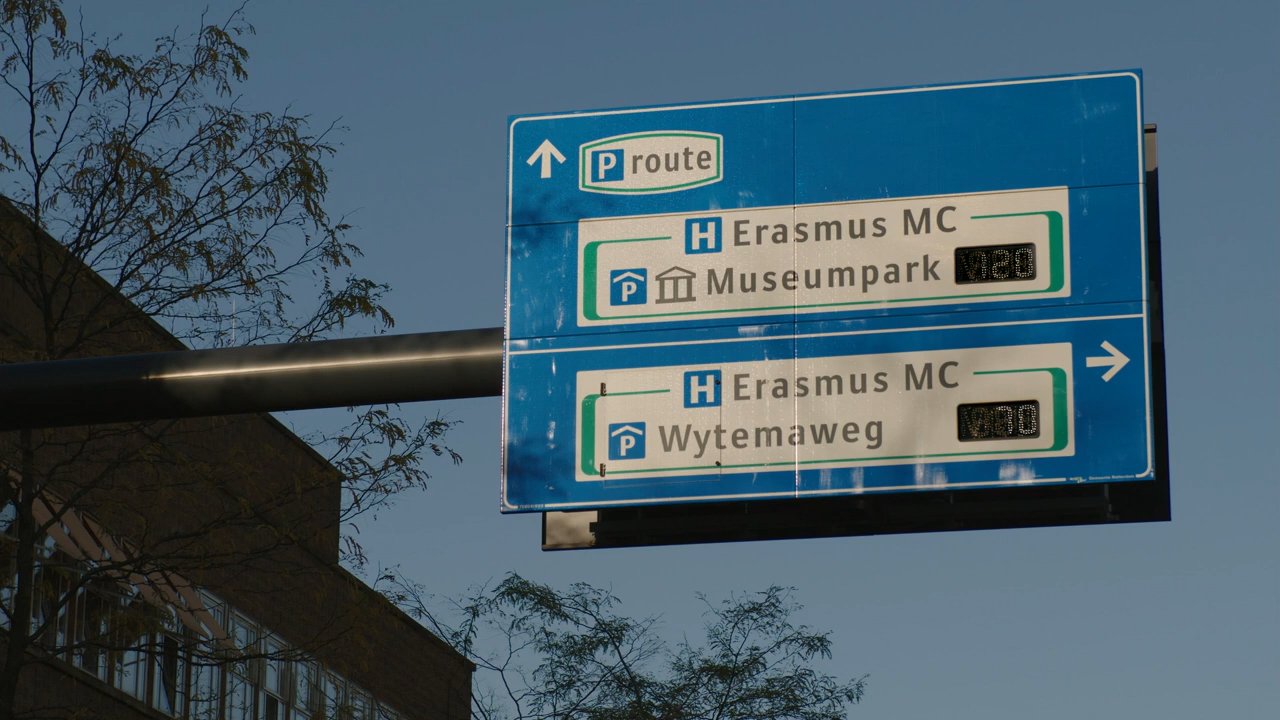 P route
H Erasmus MC
P Museumpark
H Erasmus MC
P Wytemaweg